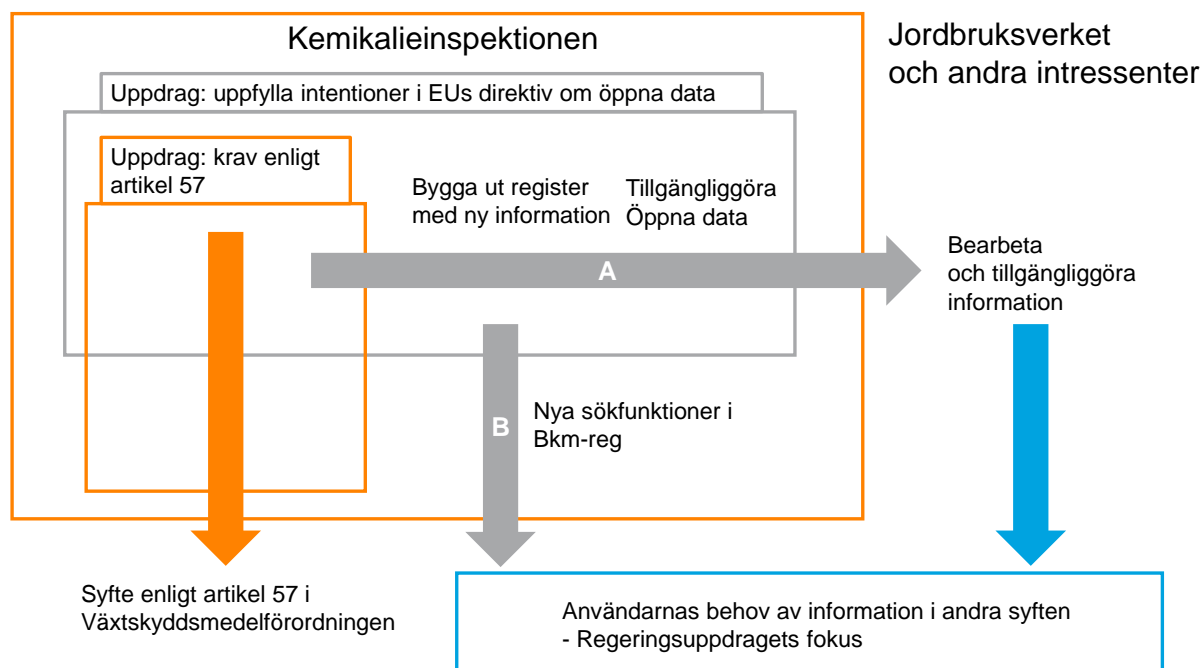 Kemikalieinspektionen
Jordbruksverket
och andra intressenter
Uppdrag: uppfylla intentioner i EUs direktiv om öppna data
Uppdrag: krav enligt
artikel 57
Bygga ut register
med ny information
Tillgängliggöra
Öppna data
A
Bearbeta
och tillgängliggöra
information
B
Nya sökfunktioner i
Bkm-reg
Syfte enligt artikel 57 i
Växtskyddsmedelförordningen
Användarnas behov av information i andra syften
- Regeringsuppdragets fokus